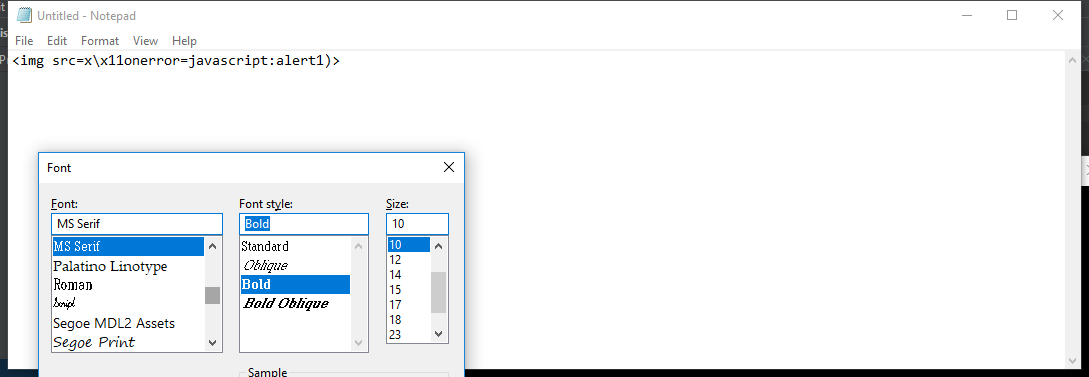 Untitled - Notepad
File Edit Format View Help
<img src=x\x11onerror=javascript:alert1)>
Font
Font: Font style: Size:
MS Serif Bold 10
MS Serif Standard 10
Palatino Linotype Oblique 12
Roman Bold 14
Script Bold Oblique 15
Segoe MDL2 Assets 17
Segoe Print 18
23
Sample